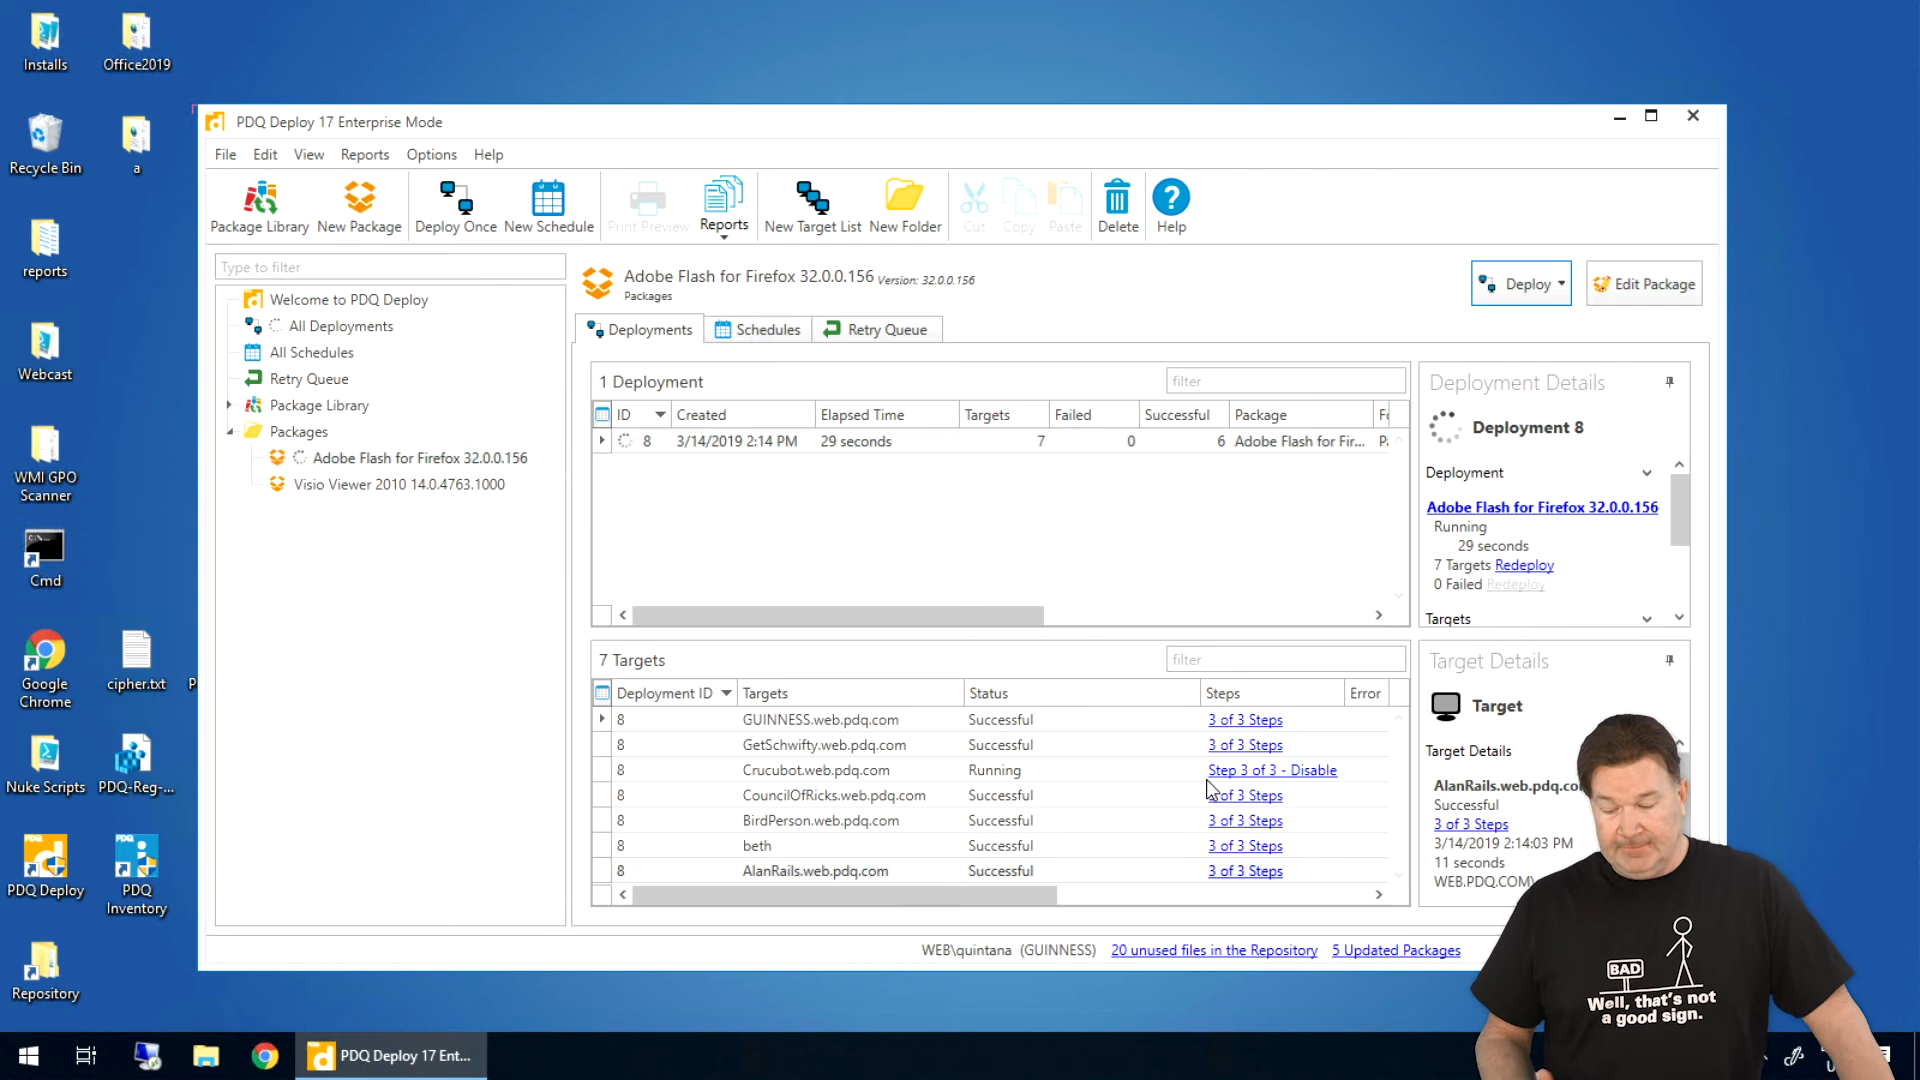 Installs
Office2019
Recycle Bin
a
reports
Webcast
WMI GPO
Scanner
Cmd
Google
Chrome
cipher.txt
Nuke Scripts
PDQ-Reg-...
PDQ Deploy
PDQ
Inventory
Repository
PDQ Deploy 17 Enterprise Mode
File Edit View Reports Options Help
Package Library New Package Deploy Once New Schedule Print Preview Reports New Target List New Folder Cut Copy Paste Delete Help
Type to filter
Welcome to PDQ Deploy
All Deployments
All Schedules
Retry Queue
Package Library
Packages
Adobe Flash for Firefox 32.0.0.156
Visio Viewer 2010 14.0.4763.1000
Adobe Flash for Firefox 32.0.0.156 Version: 32.0.0.156
Packages
Deploy
Edit Package
Deployments Schedules Retry Queue
1 Deployment
filter
ID Created Elapsed Time Targets Failed Successful Package
8 3/14/2019 2:14 PM 29 seconds 7 0 6 Adobe Flash for Fir...
7 Targets
filter
Deployment ID Targets Status Steps Error
8 GUINNESS.web.pdq.com Successful 3 of 3 Steps
8 GetSchwifty.web.pdq.com Successful 3 of 3 Steps
8 Crucubot.web.pdq.com Running Step 3 of 3 - Disable
8 CouncilOfRicks.web.pdq.com Successful of 3 Steps
8 BirdPerson.web.pdq.com Successful 3 of 3 Steps
8 beth Successful 3 of 3 Steps
8 AlanRails.web.pdq.com Successful 3 of 3 Steps
Deployment Details
Deployment 8
Deployment
Adobe Flash for Firefox 32.0.0.156
Running
29 seconds
7 Targets Redeploy
0 Failed Redeploy
Targets
Target Details
Target
Target Details
AlanRails.web.pdq.co
Successful
3 of 3 Steps
3/14/2019 2:14:03 PM
11 seconds
WEB.PDQ.COM\
WEB\quintana (GUINNESS) 20 unused files in the Repository 5 Updated Packages
BAD
Well, that's not
a good sign.
PDQ Deploy 17 Ent...